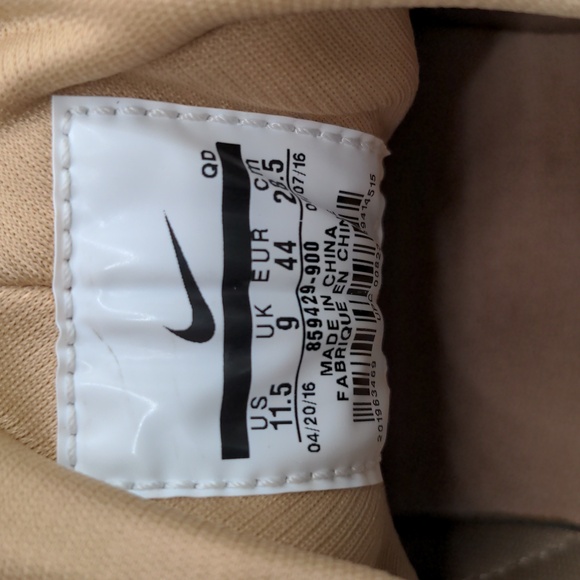 QD
US UK EUR cm
11.5 9 44 28.5
04/20/16 07/16
859429-900
MADE IN CHINA
FABRIQUE EN CHINE